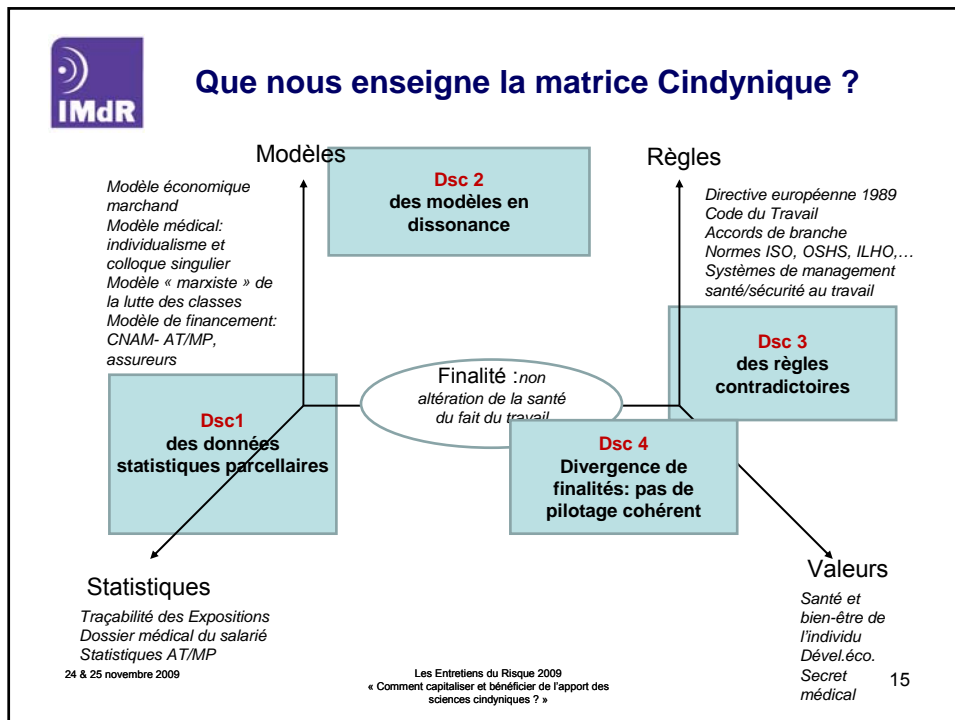 IMdR
Que nous enseigne la matrice Cindynique ?
Modèles
Modèle économique
marchand
Modèle médical:
individualisme et
colloque singulier
Modèle « marxiste » de
la lutte des classes
Modèle de financement:
CNAM- AT/MP,
assureurs
Dsc 2
des modèles en
dissonance
Règles
Directive européenne 1989
Code du Travail
Accords de branche
Normes ISO, OSHS, ILHO,…
Systèmes de management
santé/sécurité au travail
Dsc 3
des règles
contradictoires
Finalité :non
altération de la santé
du fait du travail
Dsc1
des données
statistiques parcellaires
Dsc 4
Divergence de
finalités: pas de
pilotage cohérent
Statistiques
Traçabilité des Expositions
Dossier médical du salarié
Statistiques AT/MP
Valeurs
Santé et
bien-être de
l’individu
Dével.éco.
Secret
médical
24 & 25 novembre 2009
Les Entretiens du Risque 2009
« Comment capitaliser et bénéficier de l’apport des
sciences cindyniques ? »
15